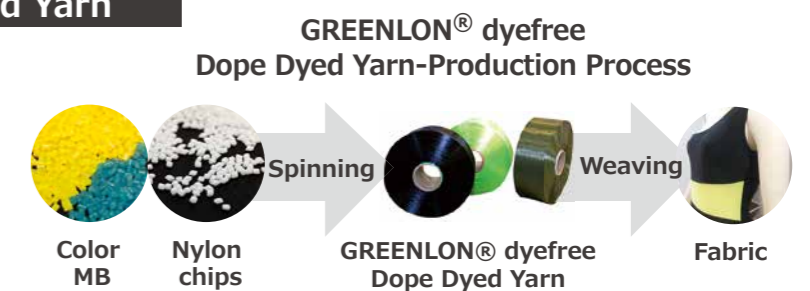 d Yarn
GREENLON® dyefree
Dope Dyed Yarn-Production Process
Spinning
Weaving
Color
MB
Nylon
chips
GREENLON® dyefree
Dope Dyed Yarn
Fabric